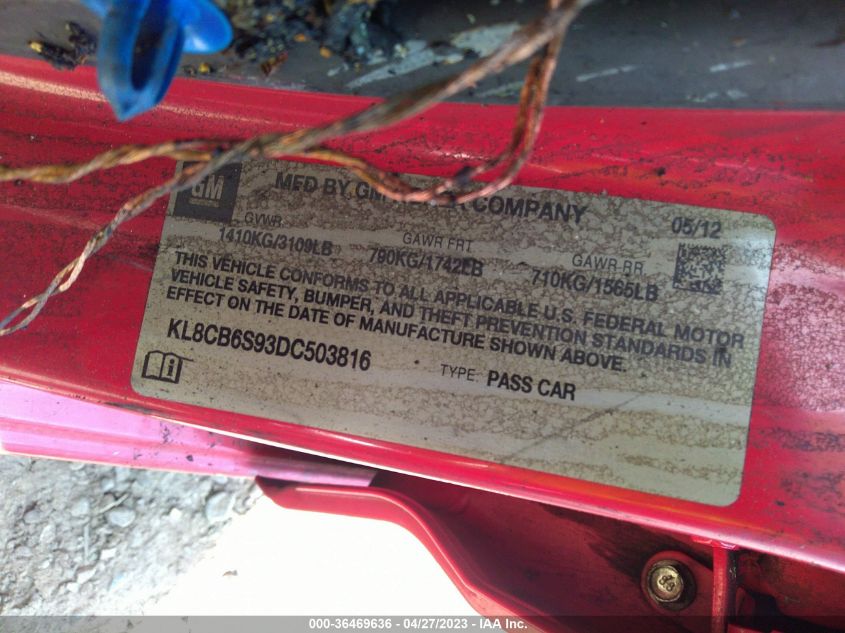 GM
MFD BY GM COMPANY
05/12
GVWR GAWR FRT GAWR RR
1410KG/3109LB 790KG/1742LB 710KG/1565LB
THIS VEHICLE CONFORMS TO ALL APPLICABLE U.S. FEDERAL MOTOR
VEHICLE SAFETY, BUMPER, AND THEFT PREVENTION STANDARDS IN
EFFECT ON THE DATE OF MANUFACTURE SHOWN ABOVE.
KL8CB6S93DC503816 TYPE: PASS CAR
000-36469636 - 04/27/2023 - IAA Inc.